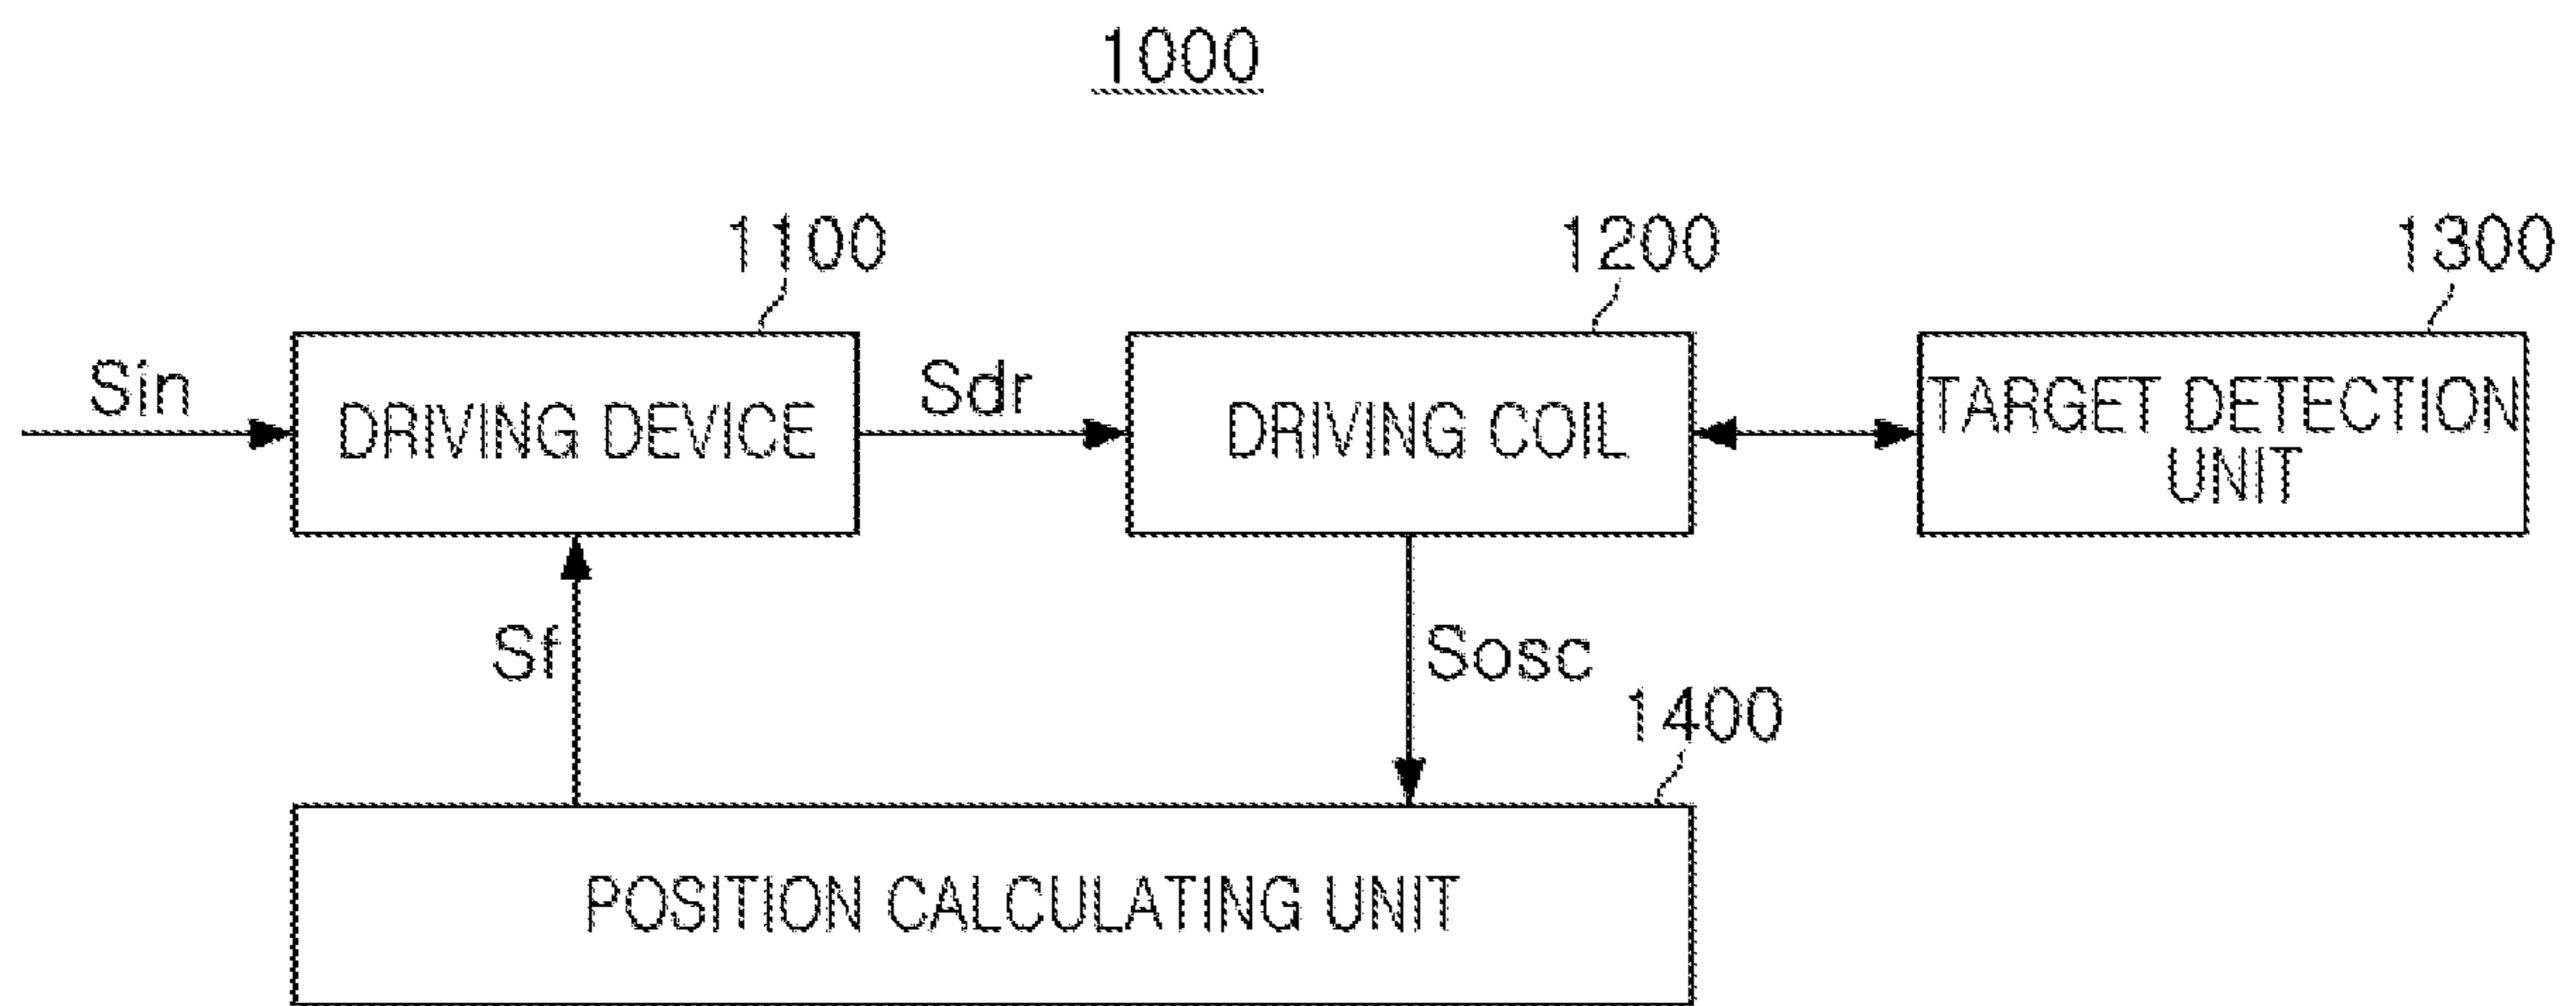 1000
1100
1200
1300
Sin
DRIVING DEVICE
Sdr
DRIVING COIL
TARGET DETECTION
UNIT
Sf
Sosc
1400
POSITION CALCULATING UNIT